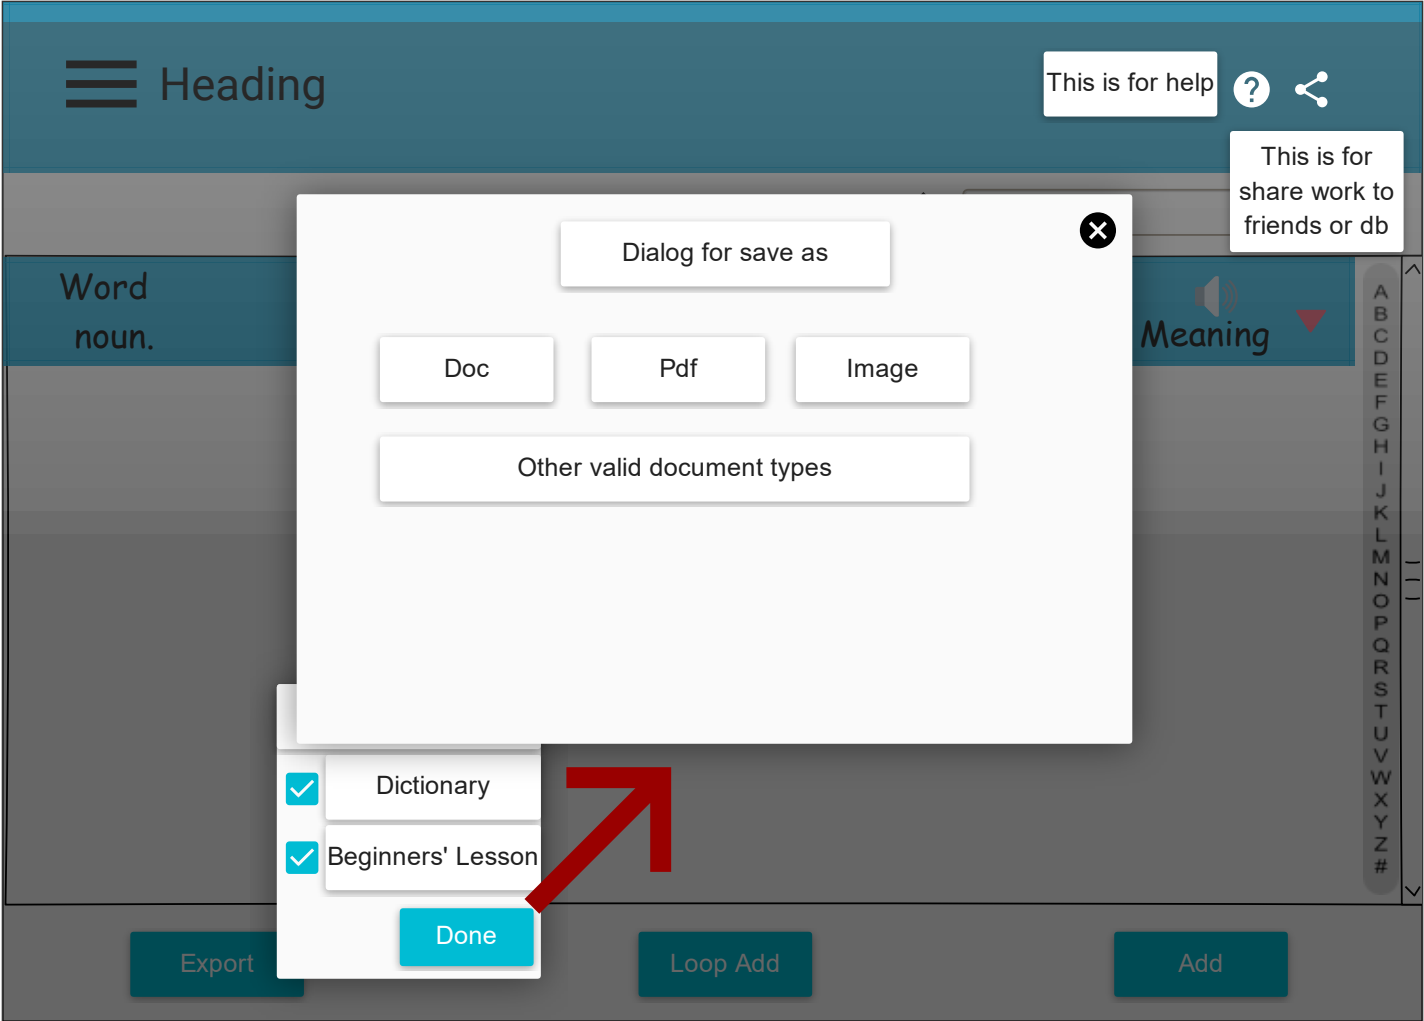 Heading
This is for help
?
This is for
share work to
friends or db
Dialog for save as
Word
noun.
Meaning
Doc
Pdf
Image
Other valid document types
A
B
C
D
E
F
G
H
I
J
K
L
M
N
O
P
Q
R
S
T
U
V
W
X
Y
Z
#
Dictionary
Beginners' Lesson
Done
Export
Loop Add
Add